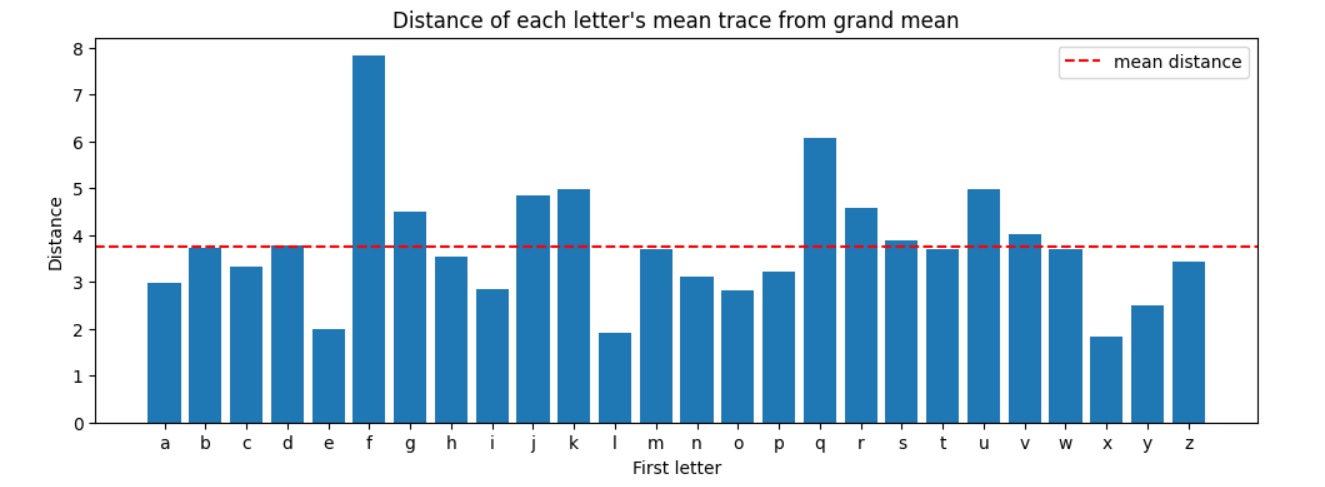 Distance of each letter's mean trace from grand mean
mean distance
8
7
6
5
4
3
2
1
0
Distance
a b c d e f g h i j k l m n o p q r s t u v w x y z
First letter